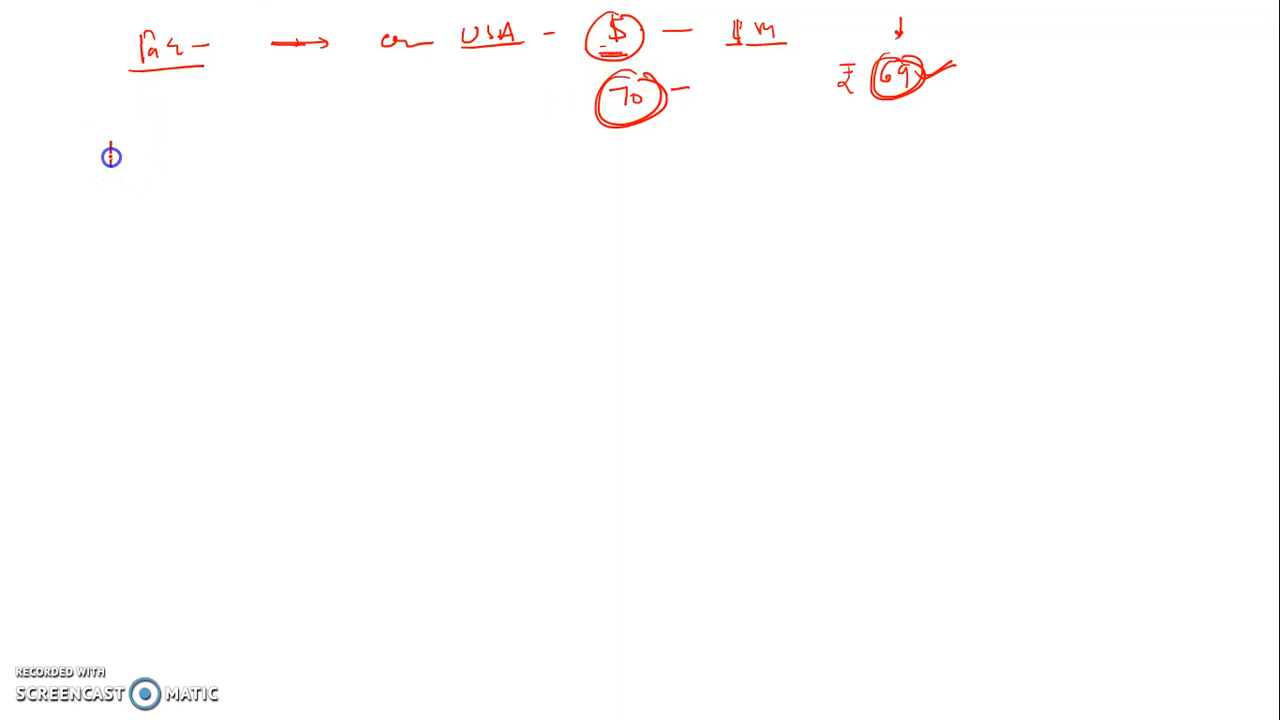 USA - $ - 1 M
₹ 69
70 -
RECORDED WITH
SCREENCAST MATIC